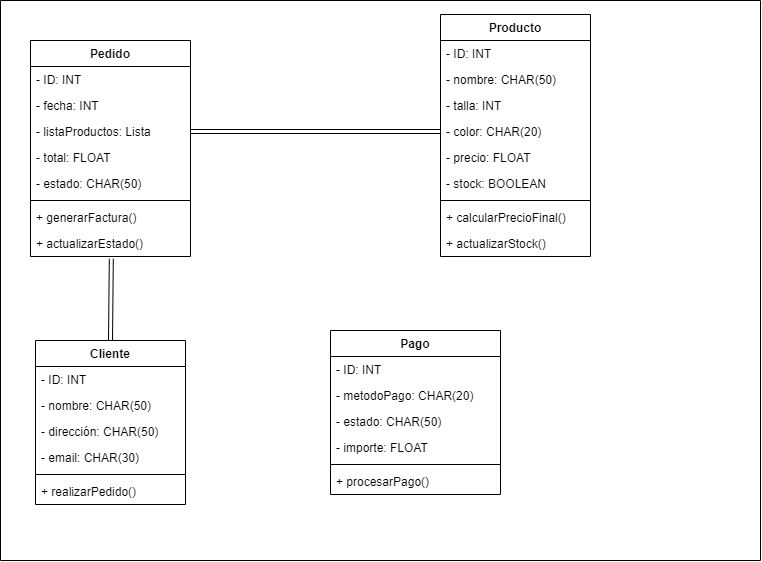 Pedido
- ID: INT
- fecha: INT
- listaProductos: Lista
- total: FLOAT
- estado: CHAR(50)
+ generarFactura()
+ actualizarEstado()
Producto
- ID: INT
- nombre: CHAR(50)
- talla: INT
- color: CHAR(20)
- precio: FLOAT
- stock: BOOLEAN
+ calcularPrecioFinal()
+ actualizarStock()
Cliente
- ID: INT
- nombre: CHAR(50)
- dirección: CHAR(50)
- email: CHAR(30)
+ realizarPedido()
Pago
- ID: INT
- metodoPago: CHAR(20)
- estado: CHAR(50)
- importe: FLOAT
+ procesarPago()